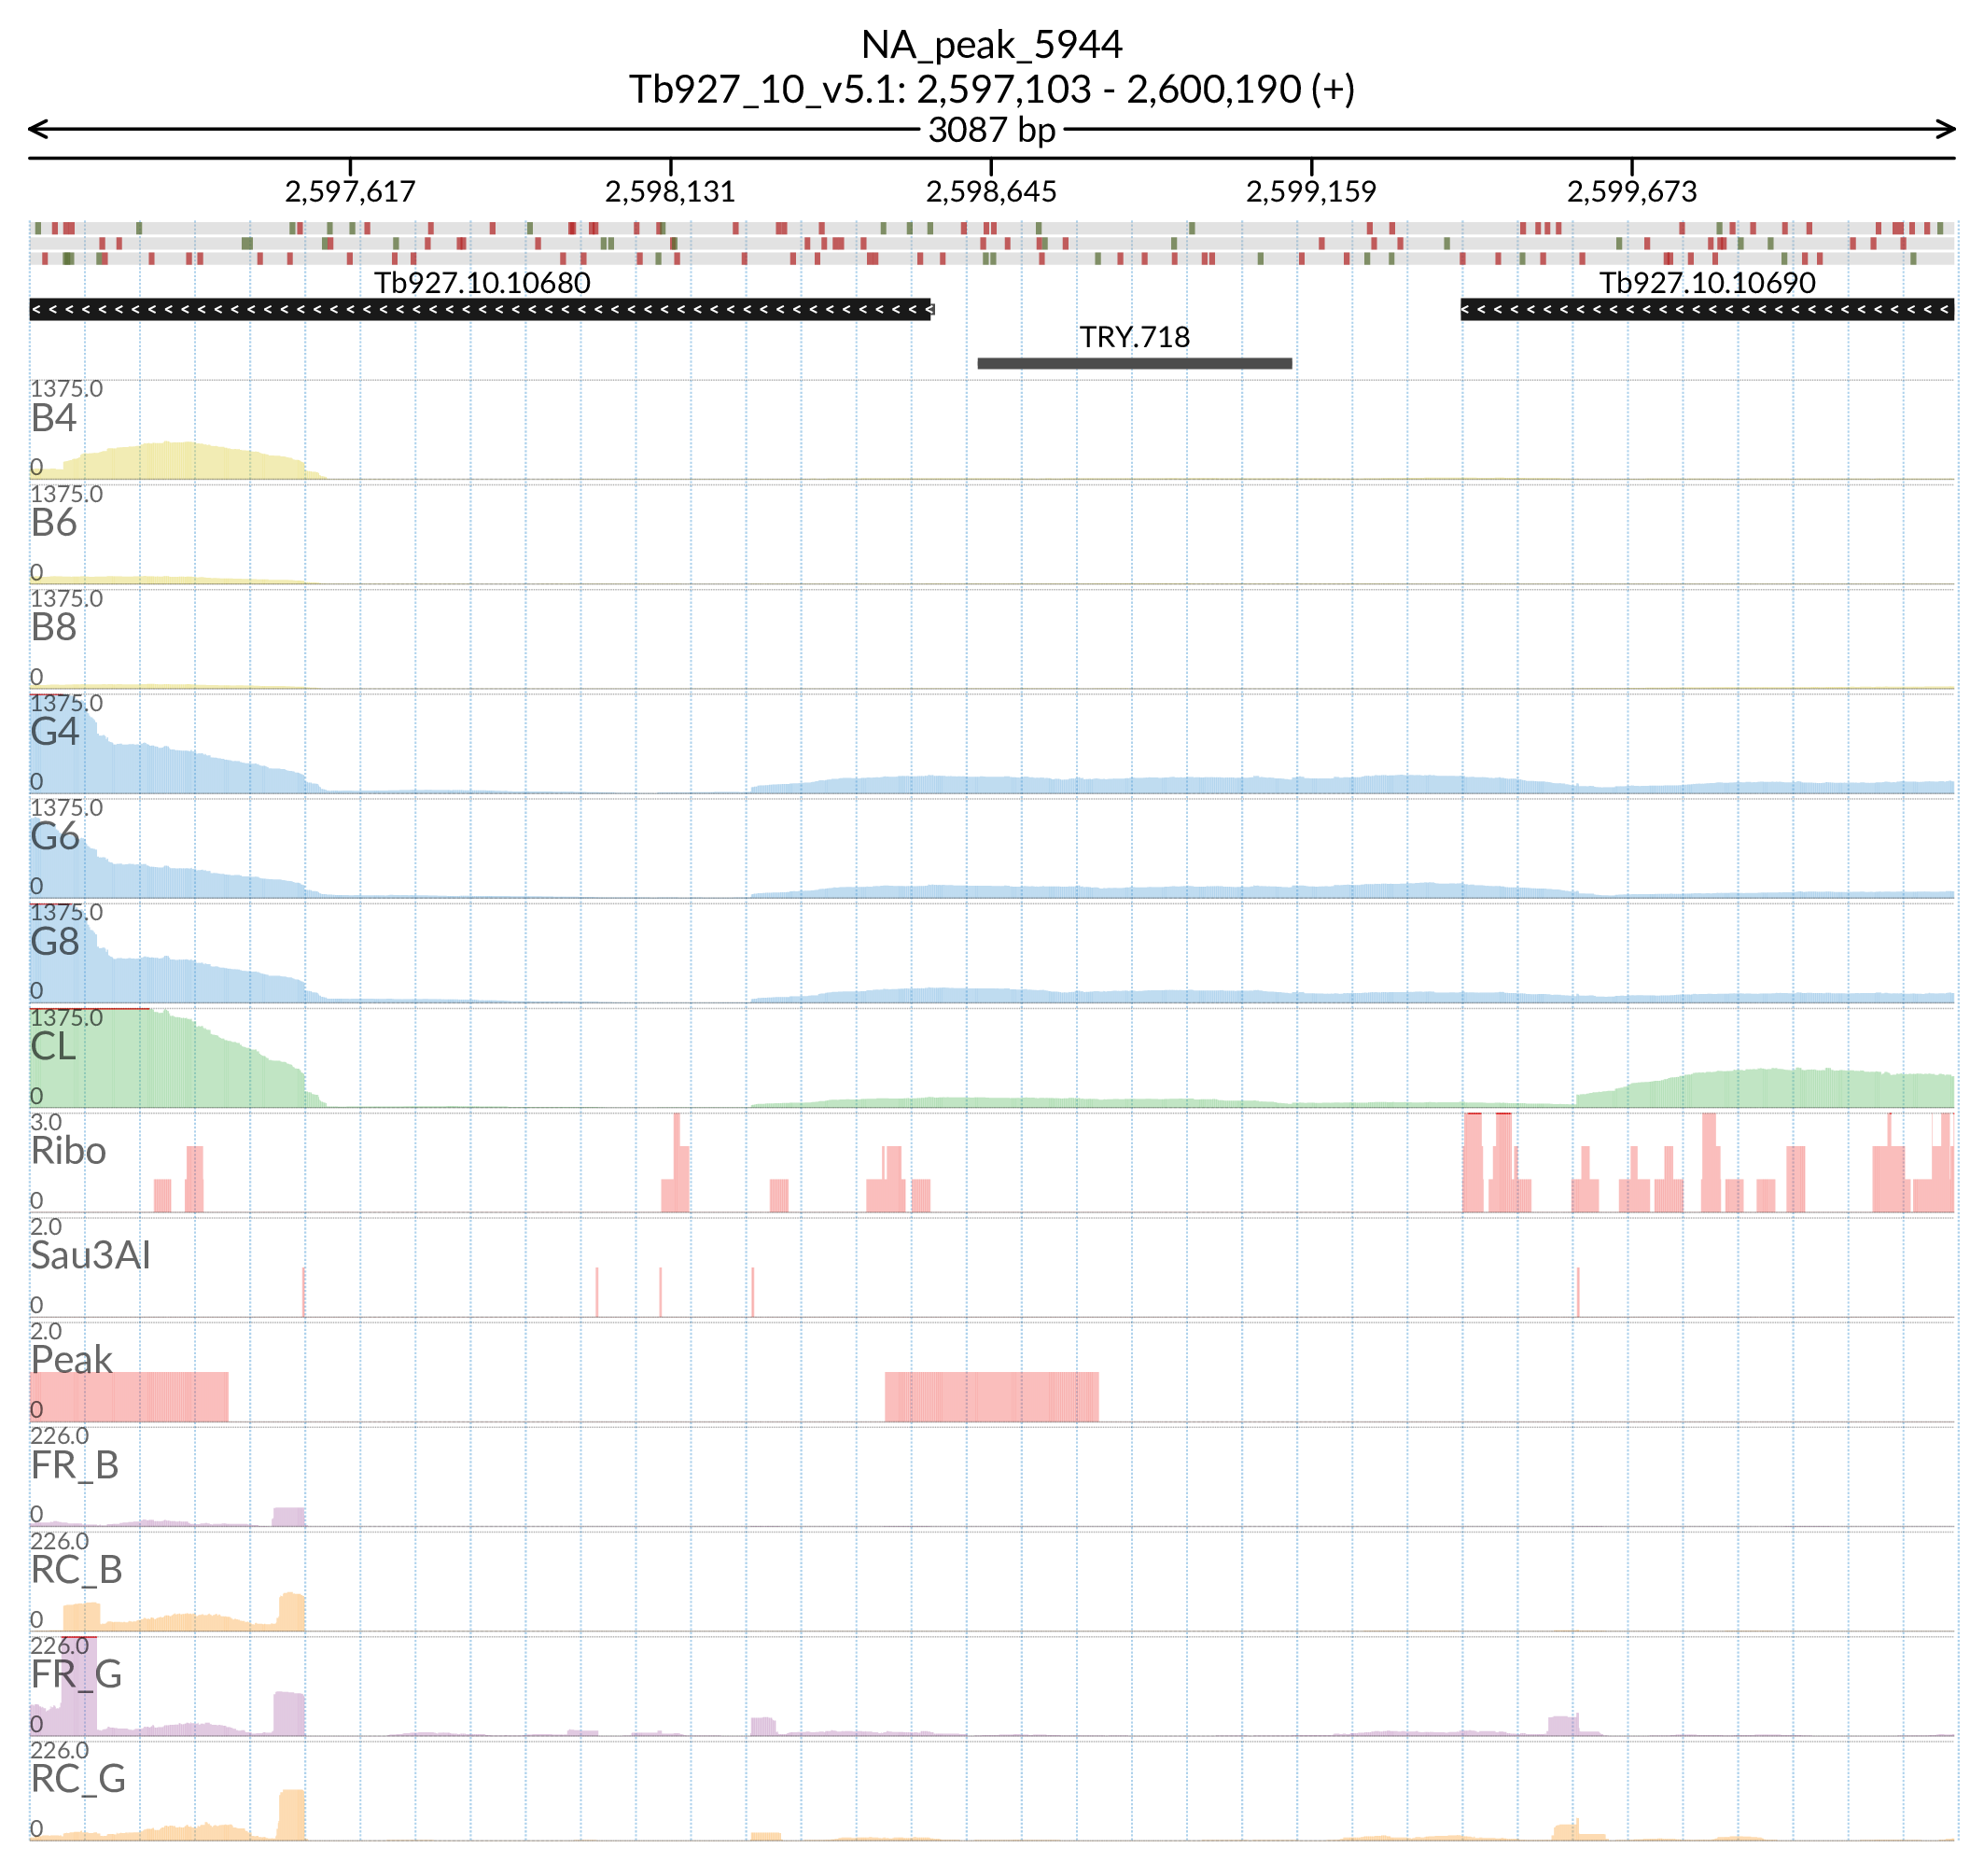 NA_peak_5944
Tb927_10_v5.1: 2,597,103 - 2,600,190 (+)
3087 bp
2,597,617 2,598,131 2,598,645 2,599,159 2,599,673
Tb927.10.10680 Tb927.10.10690
TRY.718
1375.0
B4
0
1375.0
B6
0
1375.0
B8
0
1375.0
G4
0
1375.0
G6
0
1375.0
G8
0
1375.0
CL
0
3.0
Ribo
0
2.0
Sau3AI
0
2.0
Peak
0
226.0
FR_B
0
226.0
RC_B
0
226.0
FR_G
0
226.0
RC_G
0